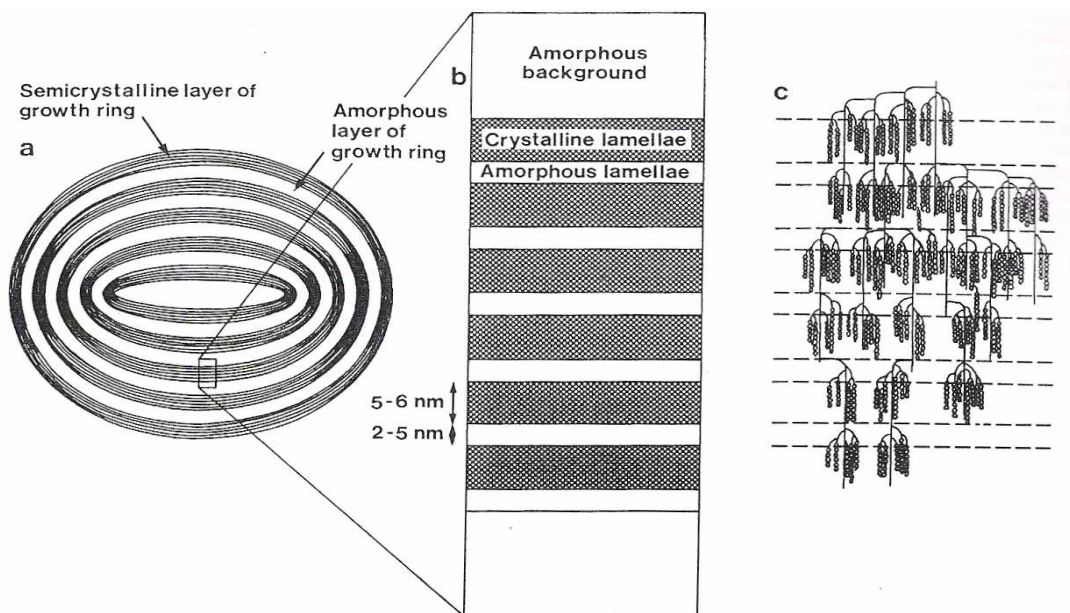 Semicrystalline layer of
growth ring
a
Amorphous
layer of
growth ring
b
Amorphous
background
Crystalline lamellae
Amorphous lamellae
5-6 nm
2-5 nm
c